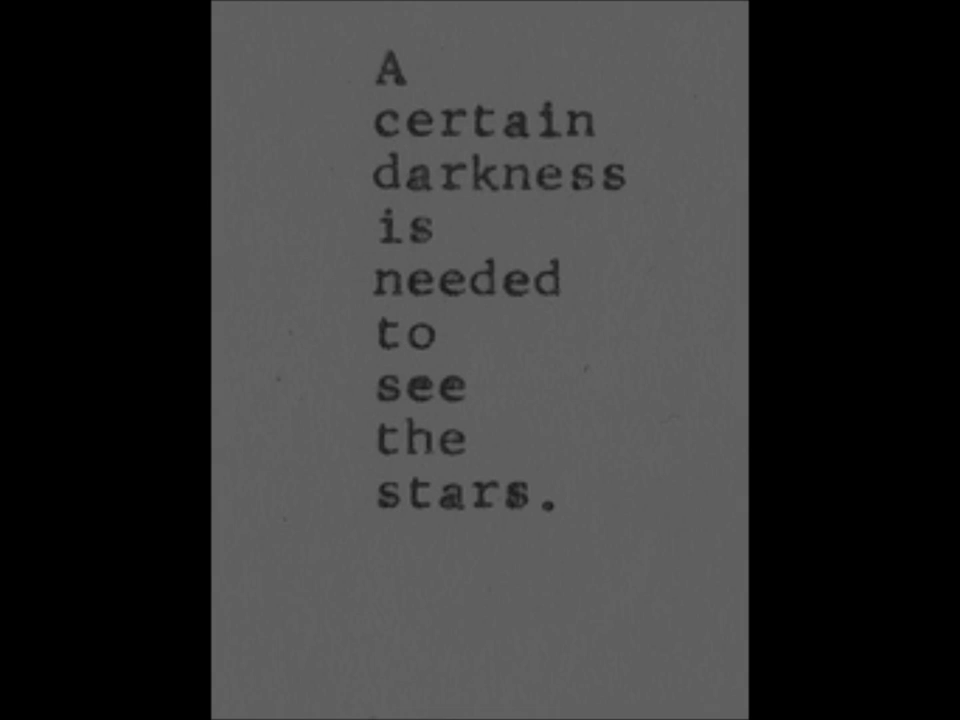 A
certain
darkness
is
needed
to
see
the
stars.